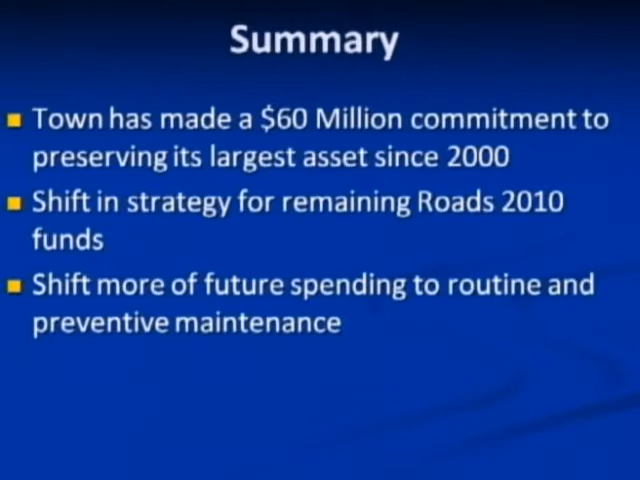 Summary
Town has made a $60 Million commitment to
preserving its largest asset since 2000
Shift in strategy for remaining Roads 2010
funds
Shift more of future spending to routine and
preventive maintenance